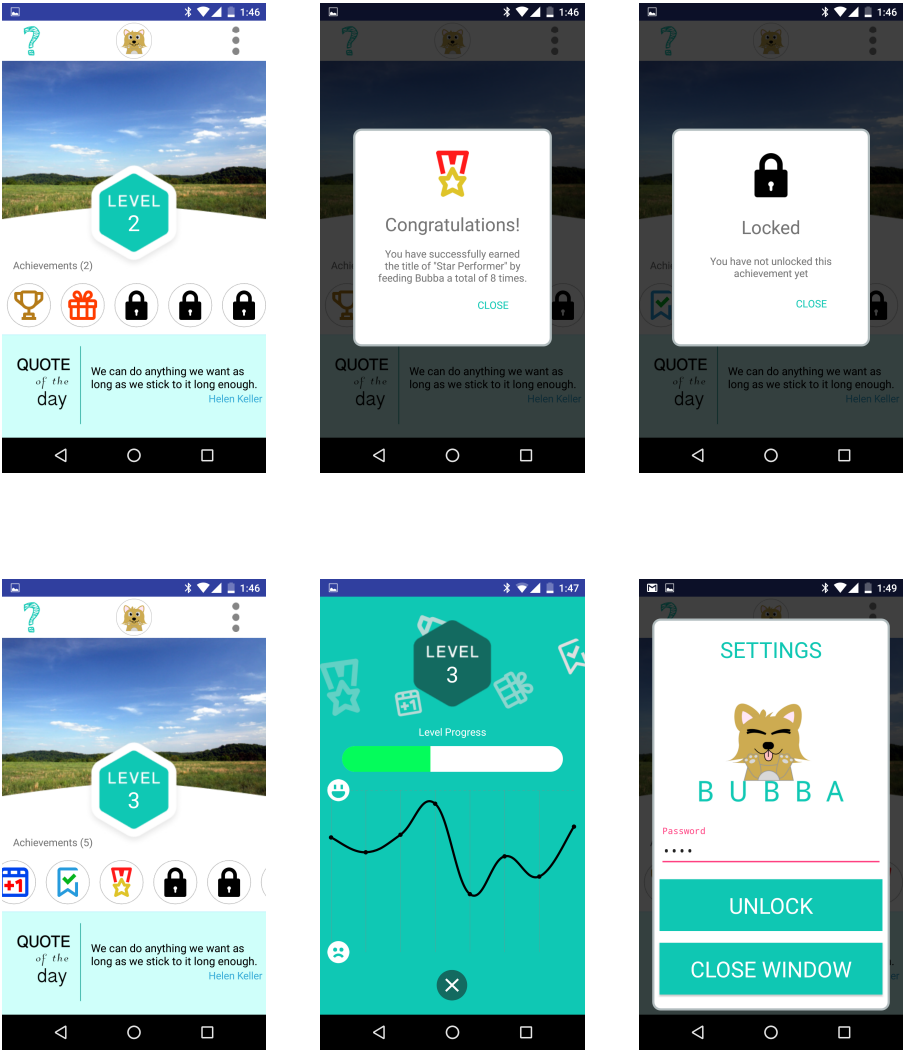 1:46
LEVEL
2
Achievements (2)
QUOTE
of the
day
We can do anything we want as
long as we stick to it long enough.
Helen Keller
1:46
Congratulations!
You have successfully earned
the title of "Star Performer" by
feeding Bubba a total of 8 times.
CLOSE
Achi
QUOTE
of the
day
We can do anything we want as
long as we stick to it long enough.
Helen Keller
1:46
Locked
You have not unlocked this
achievement yet
CLOSE
Achi
QUOTE
of the
day
We can do anything we want as
long as we stick to it long enough.
Helen Keller
1:46
LEVEL
3
Achievements (5)
+1
QUOTE
of the
day
We can do anything we want as
long as we stick to it long enough.
Helen Keller
1:47
LEVEL
3
+1
Level Progress
1:49
SETTINGS
BUBBA
Password
••••
UNLOCK
CLOSE WINDOW